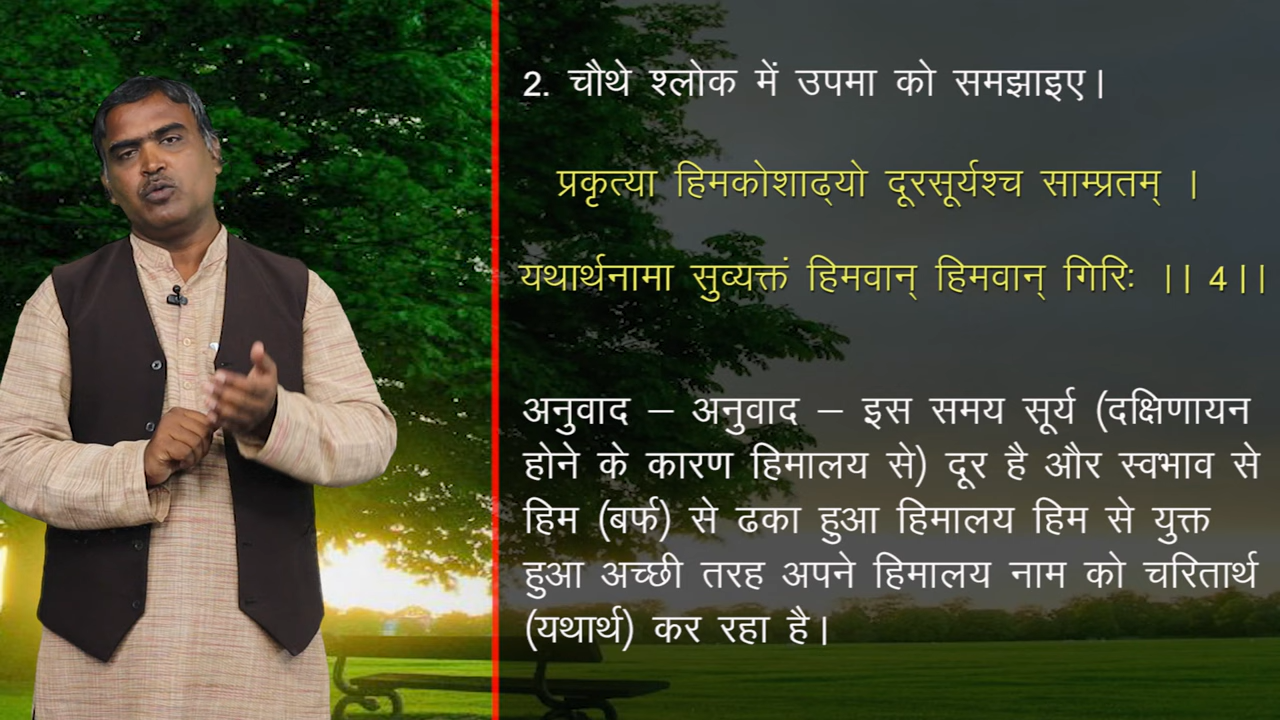 2. चौथे श्लोक में उपमा को समझाइए।
प्रकृत्या हिमकोशाढ्यो दूरसूर्यश्च साम्प्रतम् ।
यथार्थनामा सुव्यक्तं हिमवान् हिमवान् गिरिः ।। 4।।
अनुवाद – अनुवाद – इस समय सूर्य (दक्षिणायन
होने के कारण हिमालय से) दूर है और स्वभाव से
हिम (बर्फ) से ढका हुआ हिमालय हिम से युक्त
हुआ अच्छी तरह अपने हिमालय नाम को चरितार्थ
(यथार्थ) कर रहा है।